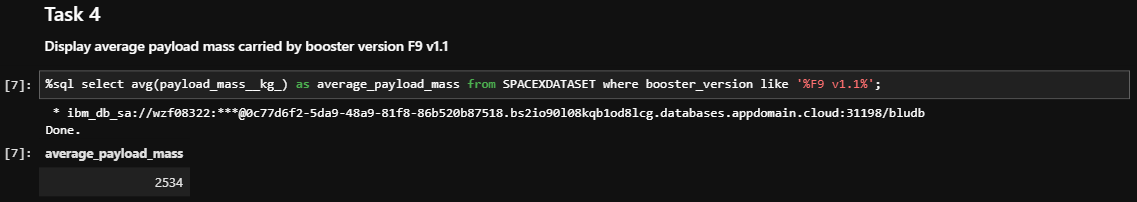 Task 4
Display average payload mass carried by booster version F9 v1.1
[7]: %sql select avg(payload_mass__kg_) as average_payload_mass from SPACEXDATASET where booster_version like '%F9 v1.1%';
* ibm_db_sa://wzf08322:***@0c77d6f2-5da9-48a9-81f8-86b520b87518.bs2io90l08kqb1od8lcg.databases.appdomain.cloud:31198/bludb
Done.
[7]: average_payload_mass
2534